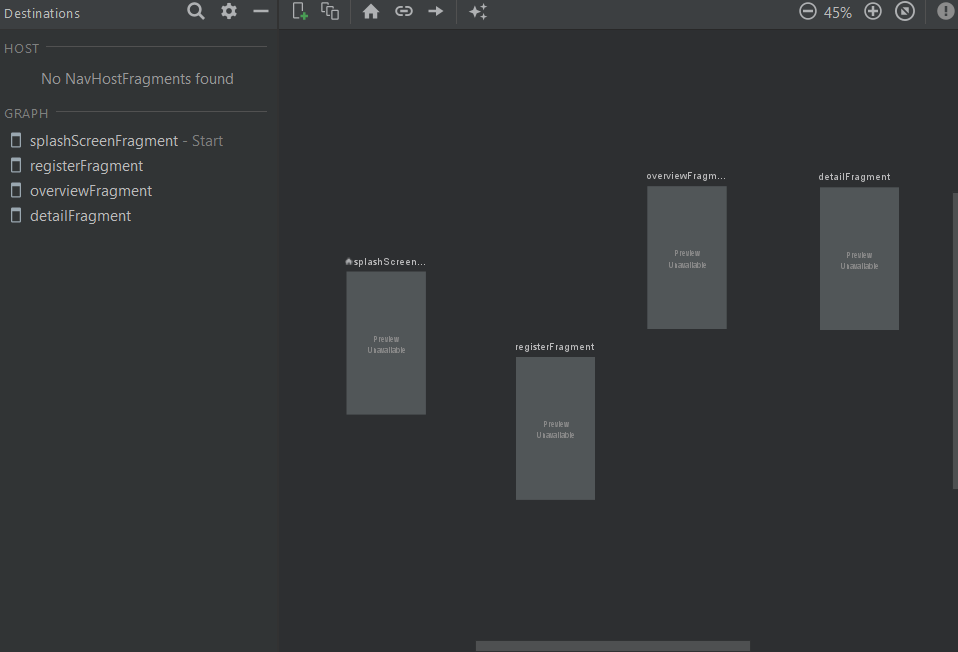 Destinations
45%
HOST
No NavHostFragments found
GRAPH
splashScreenFragment - Start
registerFragment
overviewFragment
detailFragment
splashScreen...
Preview
Unavailable
registerFragment
Preview
Unavailable
overviewFragm...
Preview
Unavailable
detailFragment
Preview
Unavailable